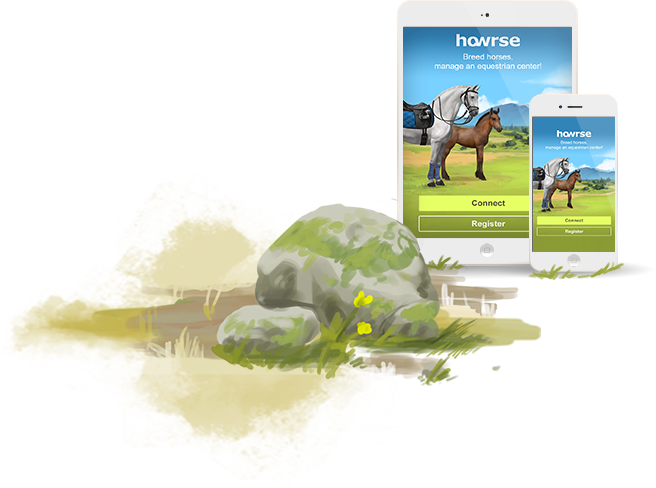 howrse
Breed horses,
manage an equestrian center!
Connect
Register
howrse
Breed horses,
manage an equestrian center!
Connect
Register